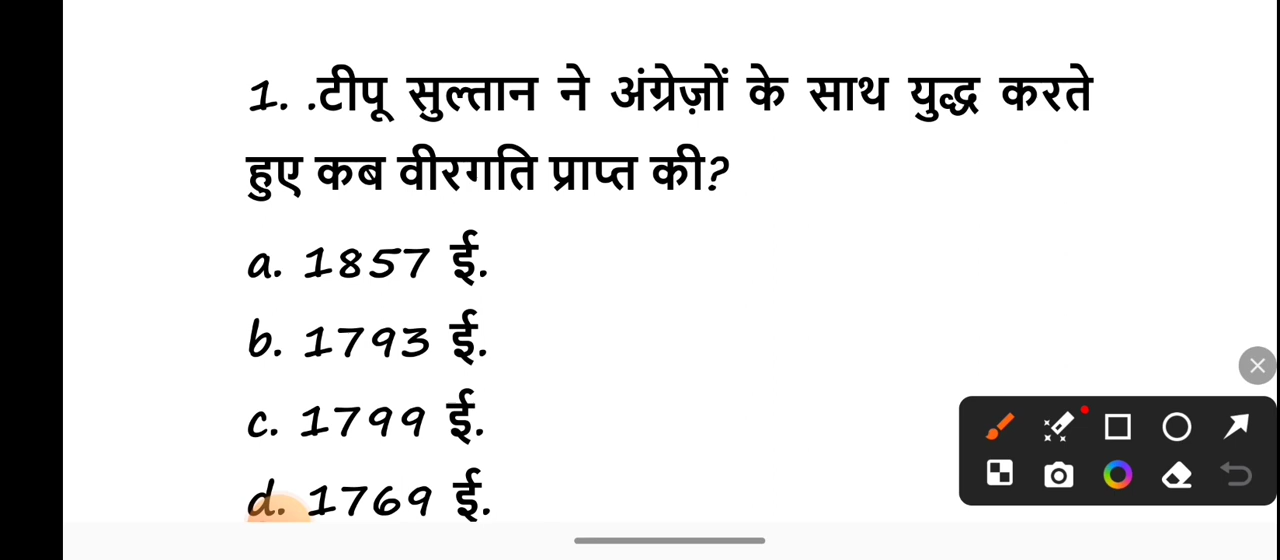 1. .टीपू सुल्तान ने अंग्रेज़ों के साथ युद्ध करते
हुए कब वीरगति प्राप्त की?
a. 1857 ई.
b. 1793 ई.
c. 1799 ई.
d. 1769 ई.